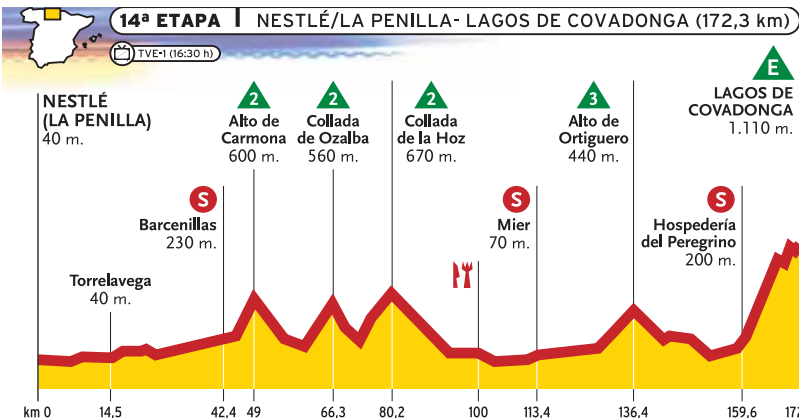 14ª ETAPA | NESTLÉ/LA PENILLA- LAGOS DE COVADONGA (172,3 km)
TVE-1 (16:30 h)
NESTLÉ
(LA PENILLA)
40 m.
Torrelavega
40 m.
S
Barcenillas
230 m.
2
Alto de
Carmona
600 m.
2
Collada
de Ozalba
560 m.
2
Collada
de la Hoz
670 m.
S
Mier
70 m.
3
Alto de
Ortiguero
440 m.
S
Hospedería
del Peregrino
200 m.
E
LAGOS DE
COVADONGA
1.110 m.
km 0 14,5 42,4 49 66,3 80,2 100 113,4 136,4 159,6